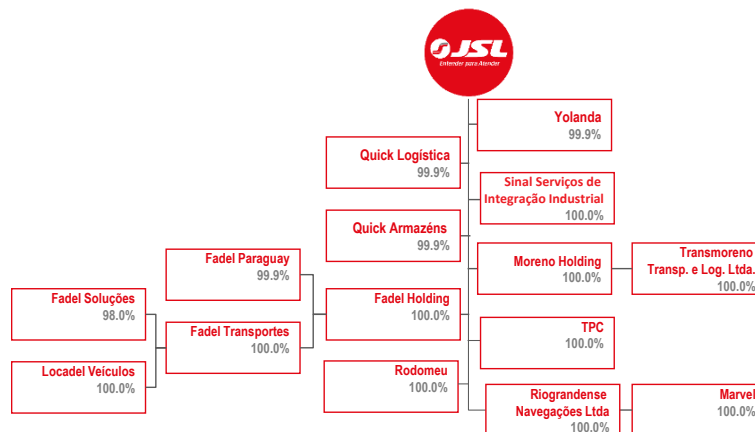 JSL
Entender para Atender
Yolanda
99.9%
Quick Logística
99.9%
Sinal Serviços de
Integração Industrial
100.0%
Quick Armazéns
99.9%
Fadel Paraguay
99.9%
Moreno Holding
100.0%
Transmoreno
Transp. e Log. Ltda.
100.0%
Fadel Soluções
98.0%
Fadel Holding
100.0%
Fadel Transportes
100.0%
TPC
100.0%
Locadel Veículos
100.0%
Rodomeu
100.0%
Riograndense
Navegações Ltda
100.0%
Marvel
100.0%